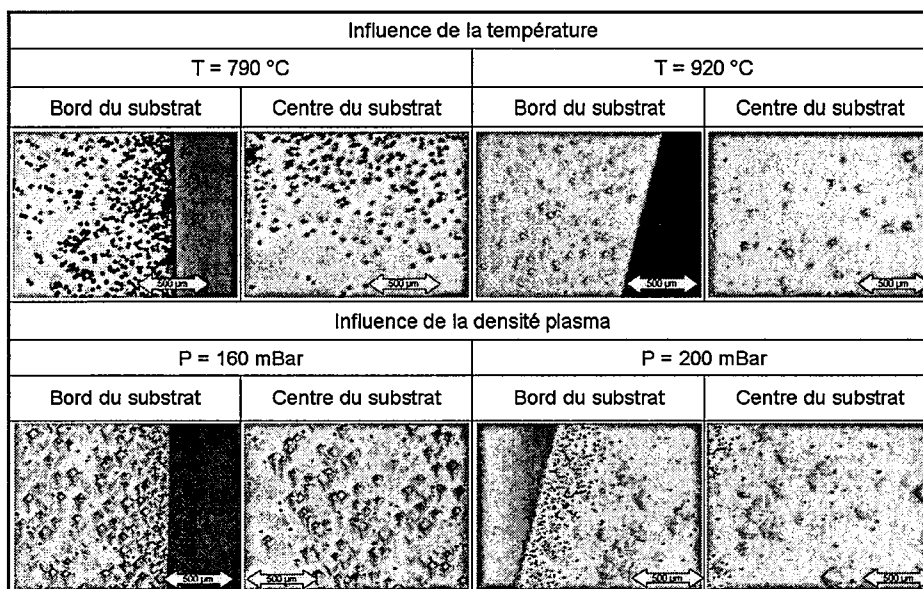 Influence de la température
T = 790 °C
T = 920 °C
Bord du substrat
Centre du substrat
Bord du substrat
Centre du substrat
500 µm
500 µm
500 µm
500 µm
Influence de la densité plasma
P = 160 mBar
P = 200 mBar
Bord du substrat
Centre du substrat
Bord du substrat
Centre du substrat
500 µm
500 µm
500 µm
500 µm